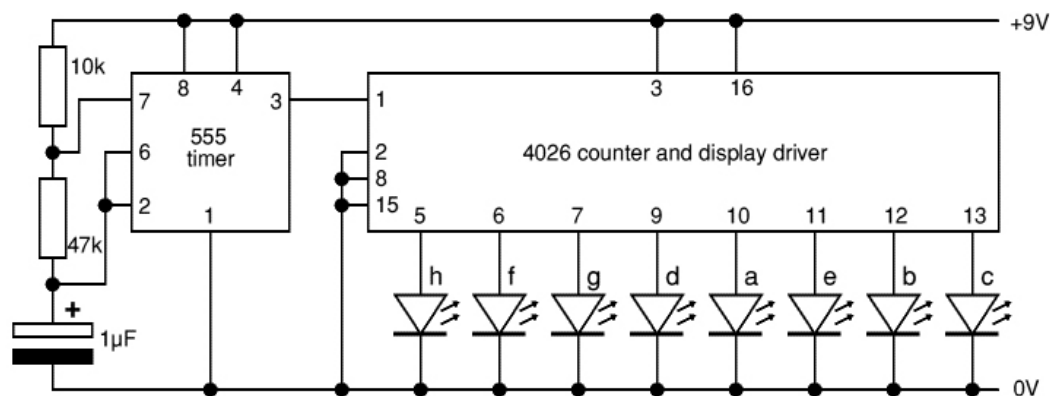 +9V
10k
8 4
3 16
7
3
1
555
timer
6
2
4026 counter and display driver
8
2
15
1
5 6 7 9 10 11 12 13
47k
h f g d a e b c
+
1µF
0V